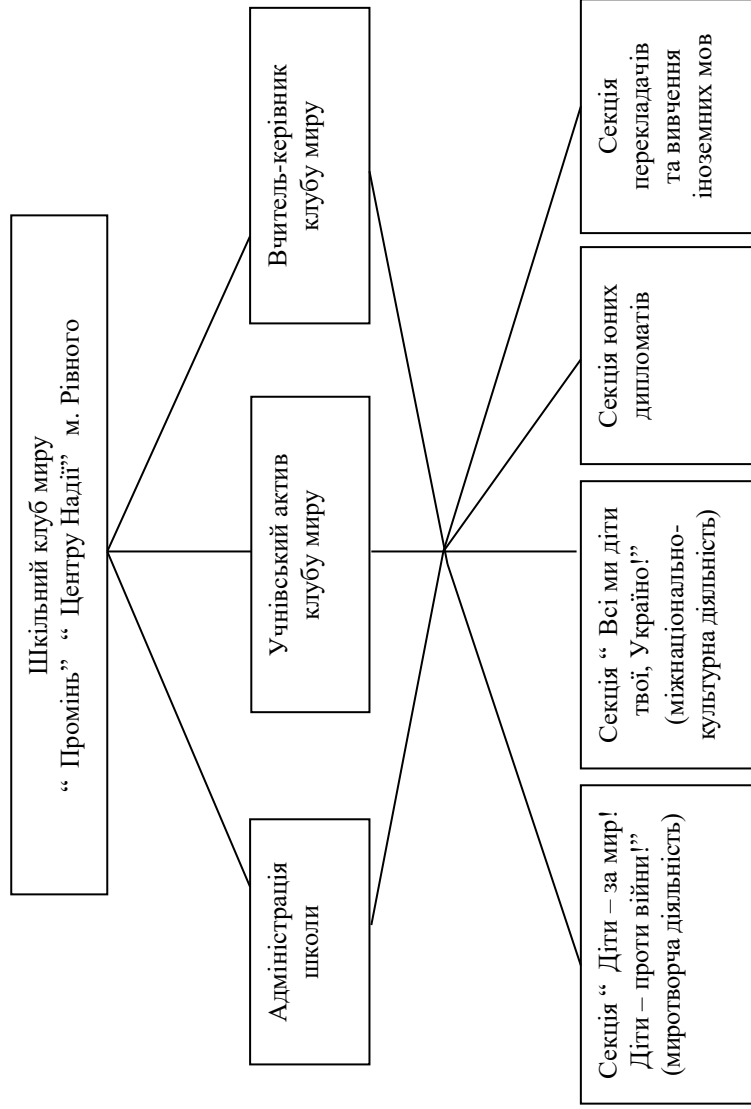 Шкільний клуб миру
“ Промінь” “ Центру Надії” м. Рівного
Адміністрація
школи
Учнівський актив
клубу миру
Вчитель-керівник
клубу миру
Секція “ Діти – за мир!
Діти – проти війни!”
(миротворча діяльність)
Секція “ Всі ми діти
твої, Україно!”
(міжнаціонально-
культурна діяльність)
Секція юних
дипломатів
Секція
перекладачів
та вивчення
іноземних мов